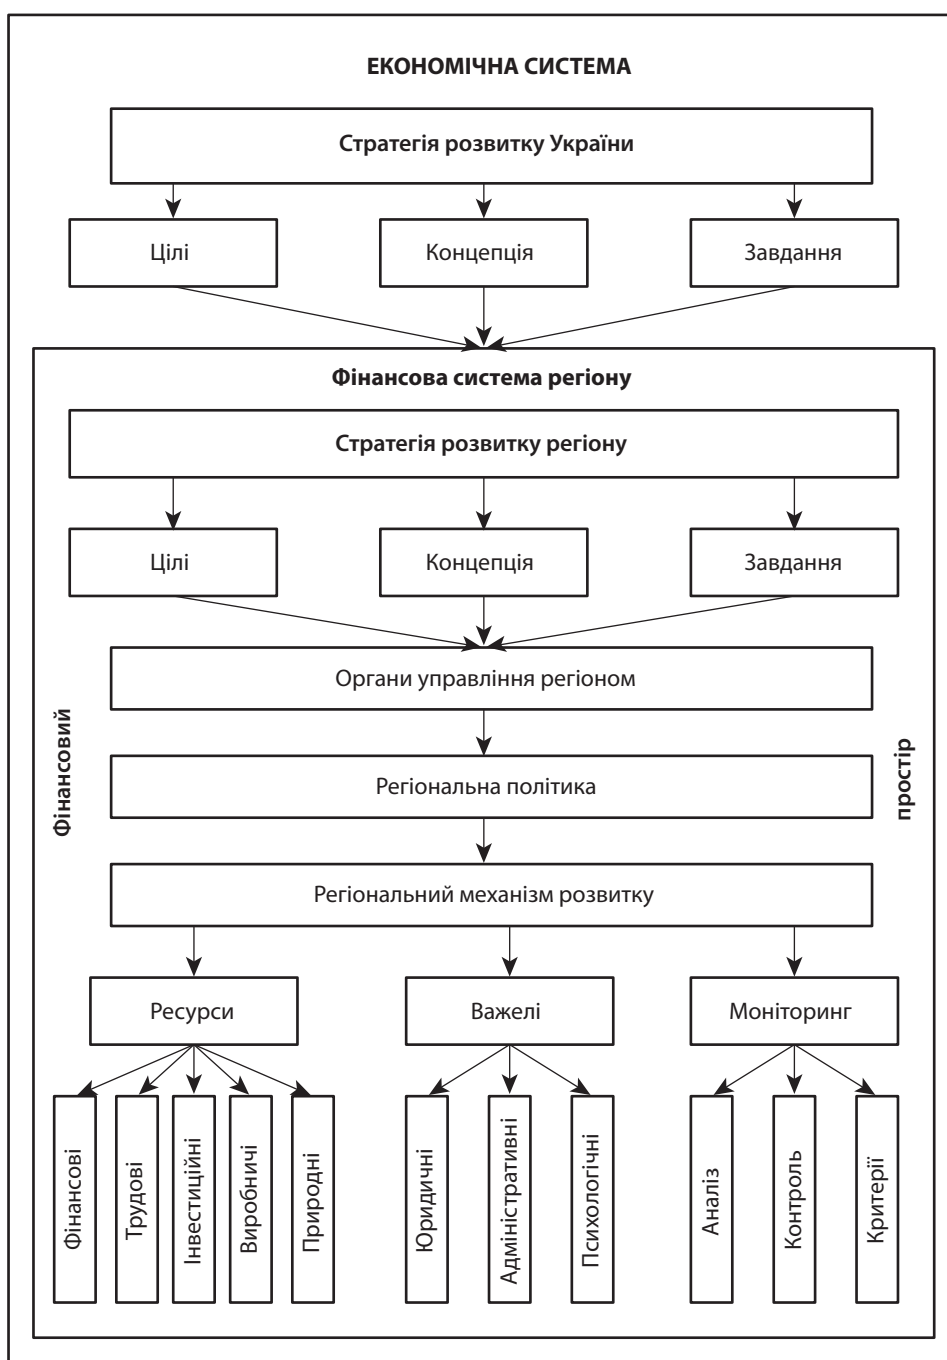 ЕКОНОМІЧНА СИСТЕМА
Стратегія розвитку України
Цілі
Концепція
Завдання
Фінансова система регіону
Стратегія розвитку регіону
Цілі
Концепція
Завдання
Органи управління регіоном
Фінансовий
простір
Регіональна політика
Регіональний механізм розвитку
Ресурси
Важелі
Моніторинг
Фінансові
Трудові
Інвестиційні
Виробничі
Природні
Юридичні
Адміністративні
Психологічні
Аналіз
Контроль
Критерії